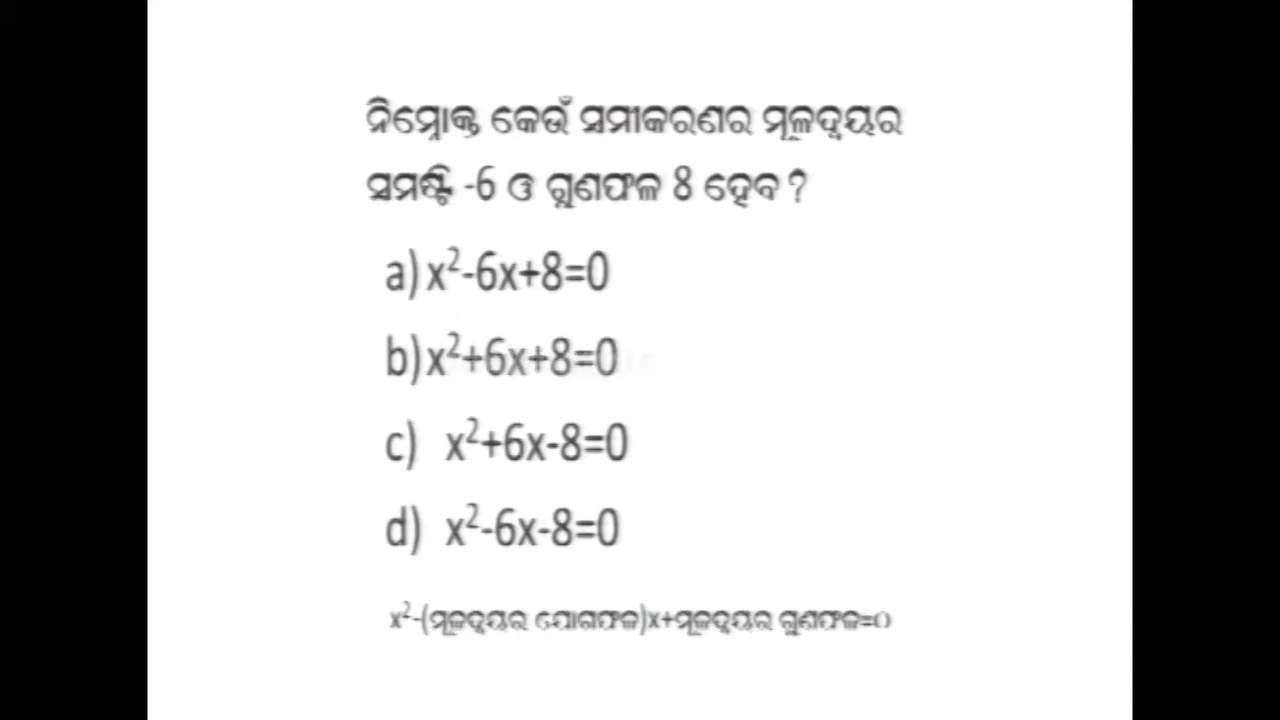 ନିମ୍ନୋକ୍ତ କେଉଁ ସମୀକରଣର ମୂଳଦ୍ୱୟର
ସମଷ୍ଟି -6 ଓ ଗୁଣଫଳ 8 ହେବ ?
a) x²-6x+8=0
b) x²+6x+8=0
c) x²+6x-8=0
d) x²-6x-8=0
x²-(ମୂଳଦ୍ୱୟର ଯୋଗଫଳ)x+ମୂଳଦ୍ୱୟର ଗୁଣଫଳ=0